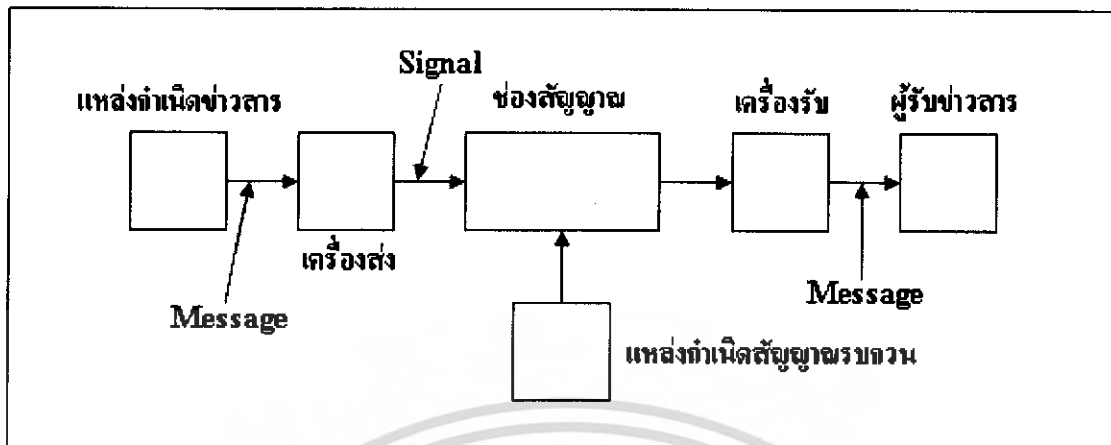 Signal
แหล่งกำเนิดข่าวสาร
ช่องสัญญาณ
เครื่องรับ
ผู้รับข่าวสาร
เครื่องส่ง
Message
Message
แหล่งกำเนิดสัญญาณรบกวน